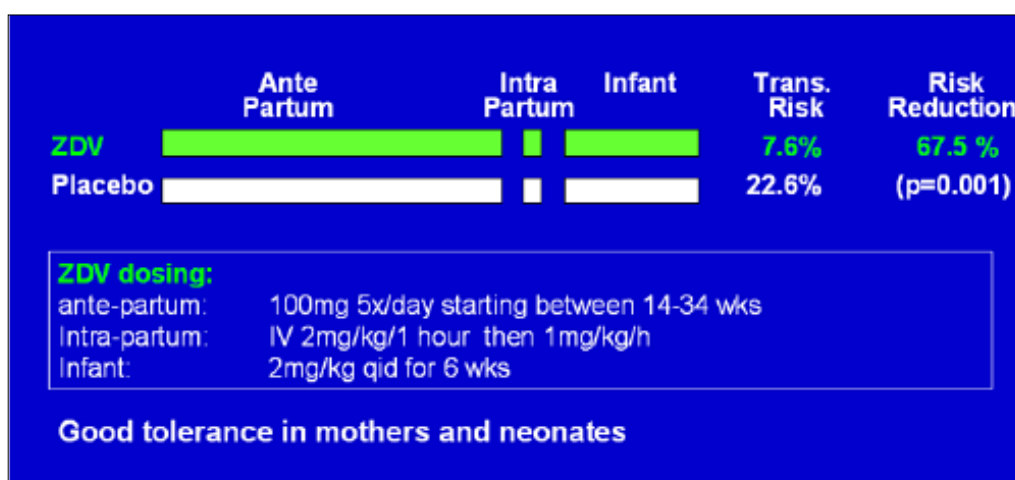 Ante Partum Intra Partum Infant Trans. Risk Risk Reduction
ZDV 7.6% 67.5 %
Placebo 22.6% (p=0.001)
ZDV dosing:
ante-partum: 100mg 5x/day starting between 14-34 wks
Intra-partum: IV 2mg/kg/1 hour then 1mg/kg/h
Infant: 2mg/kg qid for 6 wks
Good tolerance in mothers and neonates